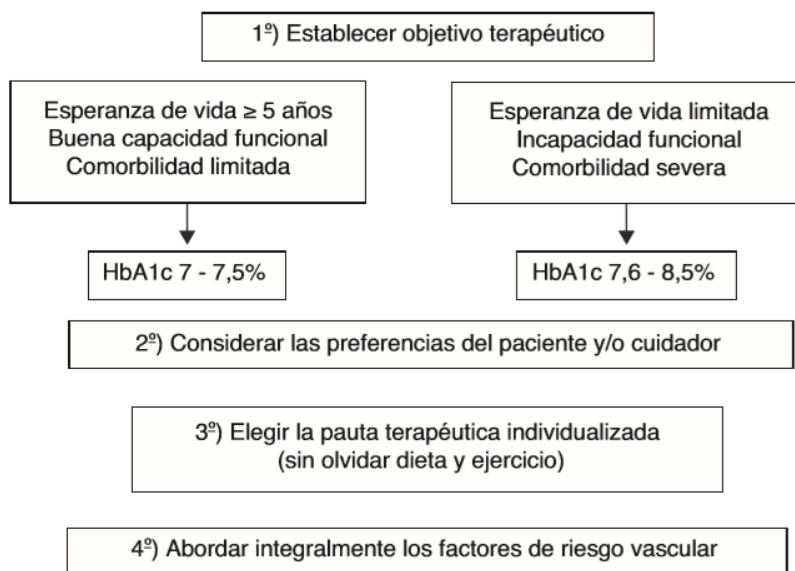 1º) Establecer objetivo terapéutico
Esperanza de vida ≥ 5 años
Buena capacidad funcional
Comorbilidad limitada
Esperanza de vida limitada
Incapacidad funcional
Comorbilidad severa
HbA1c 7 - 7,5%
HbA1c 7,6 - 8,5%
2º) Considerar las preferencias del paciente y/o cuidador
3º) Elegir la pauta terapéutica individualizada
(sin olvidar dieta y ejercicio)
4º) Abordar integralmente los factores de riesgo vascular